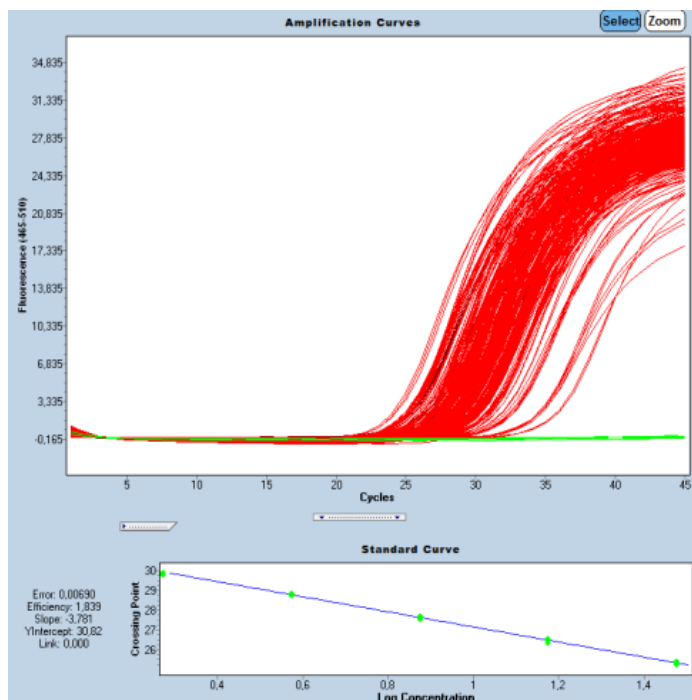 Amplification Curves
Select Zoom
Fluorescence (465-510)
34,835
31,335
27,835
24,335
20,835
17,335
13,835
10,335
6,835
3,335
-0,165
5 10 15 20 25 30 35 40 45
Cycles
Standard Curve
Error: 0,00690
Efficiency: 1,839
Slope: -3,781
YIntercept: 30,82
Link: 0,000
Crossing Point
30
29
28
27
26
0,4 0,6 0,8 1 1,2 1,4
Log Concentration